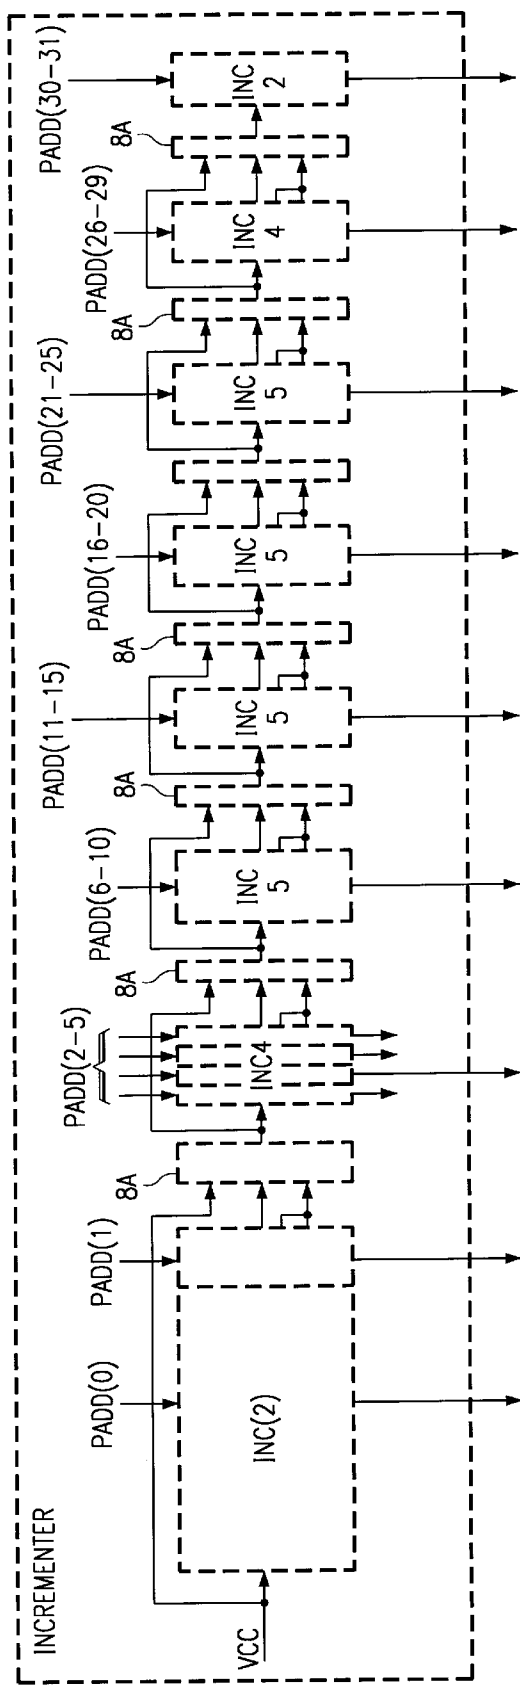 INCREMENTER
VCC
PADD(0)
PADD(1)
PADD(2-5)
PADD(6-10)
PADD(11-15)
PADD(16-20)
PADD(21-25)
PADD(26-29)
PADD(30-31)
8A
8A
8A
8A
8A
8A
INC(2)
INC4
INC
5
INC
5
INC
5
INC
5
INC
4
INC
2